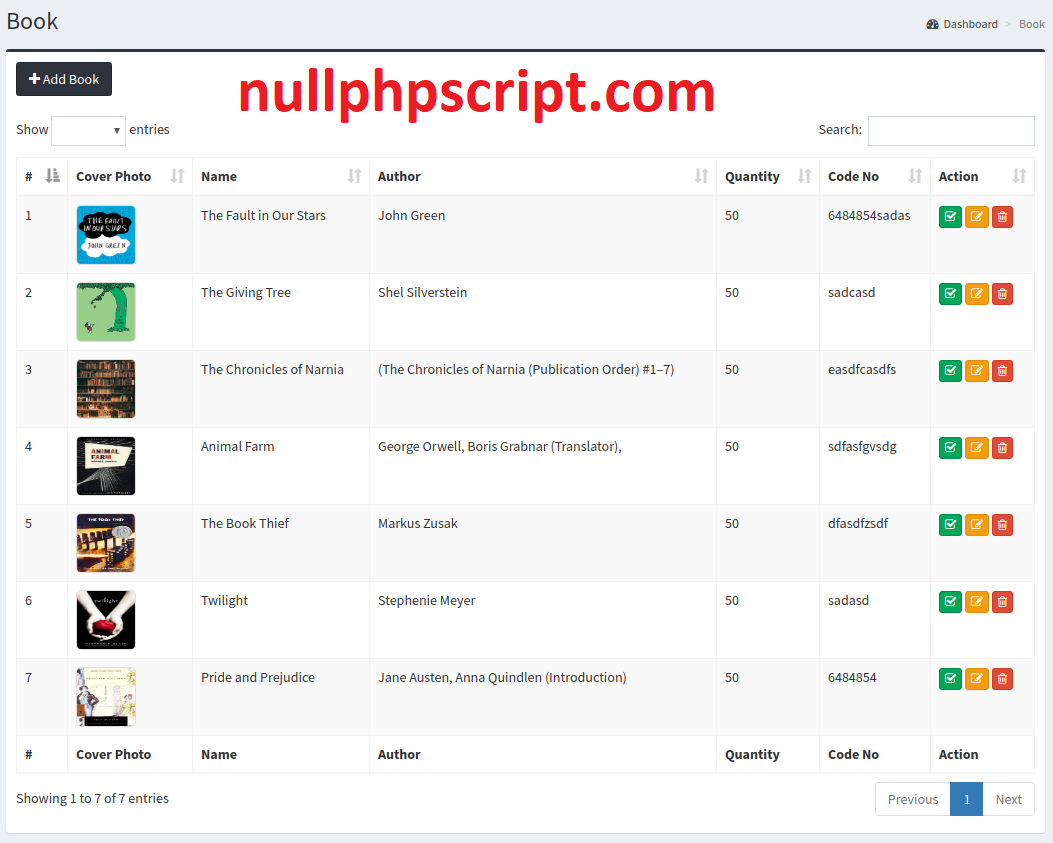 Book
Dashboard > Book
Add Book
nullphpscript.com
Show entries
Search:
# Cover Photo Name Author Quantity Code No Action
1 The Fault in Our Stars John Green 50 6484854sadas
THE FAULT
IN OUR STARS
JOHN GREEN
2 The Giving Tree Shel Silverstein 50 sadcasd
3 The Chronicles of Narnia (The Chronicles of Narnia (Publication Order) #1–7) 50 easdfcasdfs
4 Animal Farm George Orwell, Boris Grabnar (Translator), 50 sdfasfgvsdg
ANIMAL
FARM
5 The Book Thief Markus Zusak 50 dfasdfzsdf
THE BOOK THIEF
6 Twilight Stephenie Meyer 50 sadasd
twilight
7 Pride and Prejudice Jane Austen, Anna Quindlen (Introduction) 50 6484854
# Cover Photo Name Author Quantity Code No Action
Showing 1 to 7 of 7 entries
Previous 1 Next